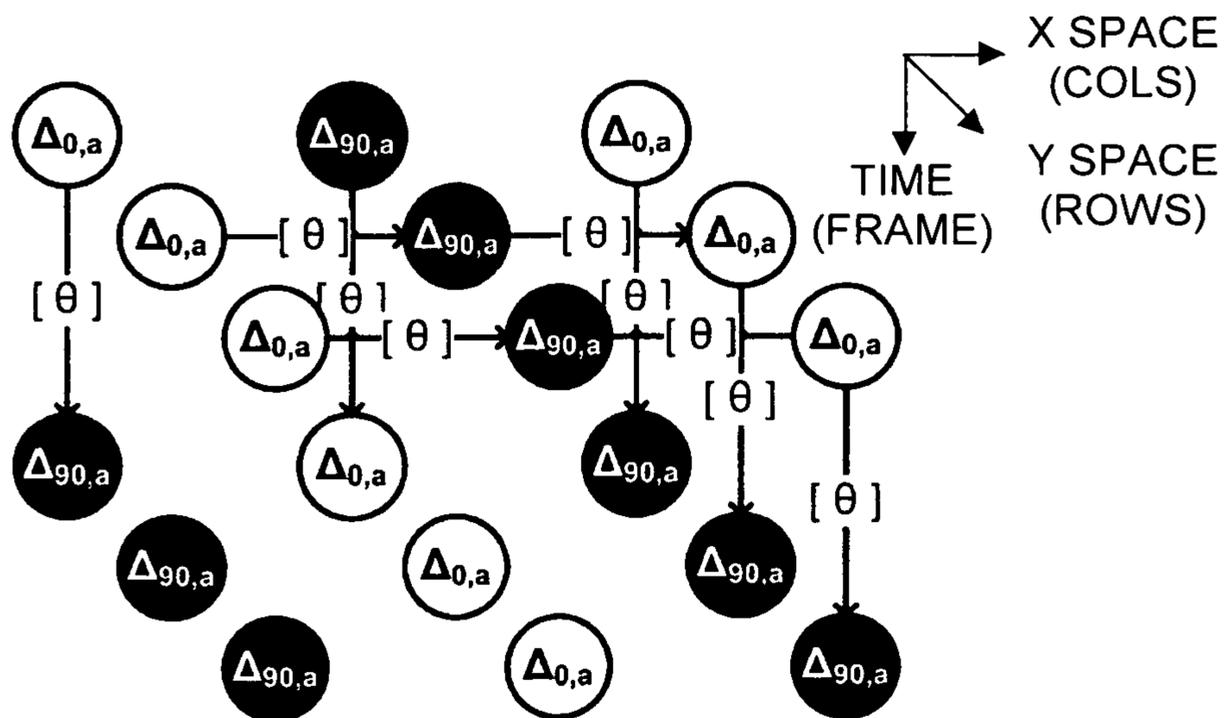 X SPACE
(COLS)
Δ0,a Δ90,a Δ0,a
TIME
(FRAME)
Y SPACE
(ROWS)
Δ0,a [ θ ] Δ90,a [ θ ] Δ0,a
[ θ ] [ θ ] [ θ ]
Δ0,a [ θ ] Δ90,a [ θ ] Δ0,a
[ θ ]
Δ90,a Δ0,a Δ90,a
[ θ ]
Δ90,a Δ0,a Δ90,a
Δ90,a Δ0,a Δ90,a